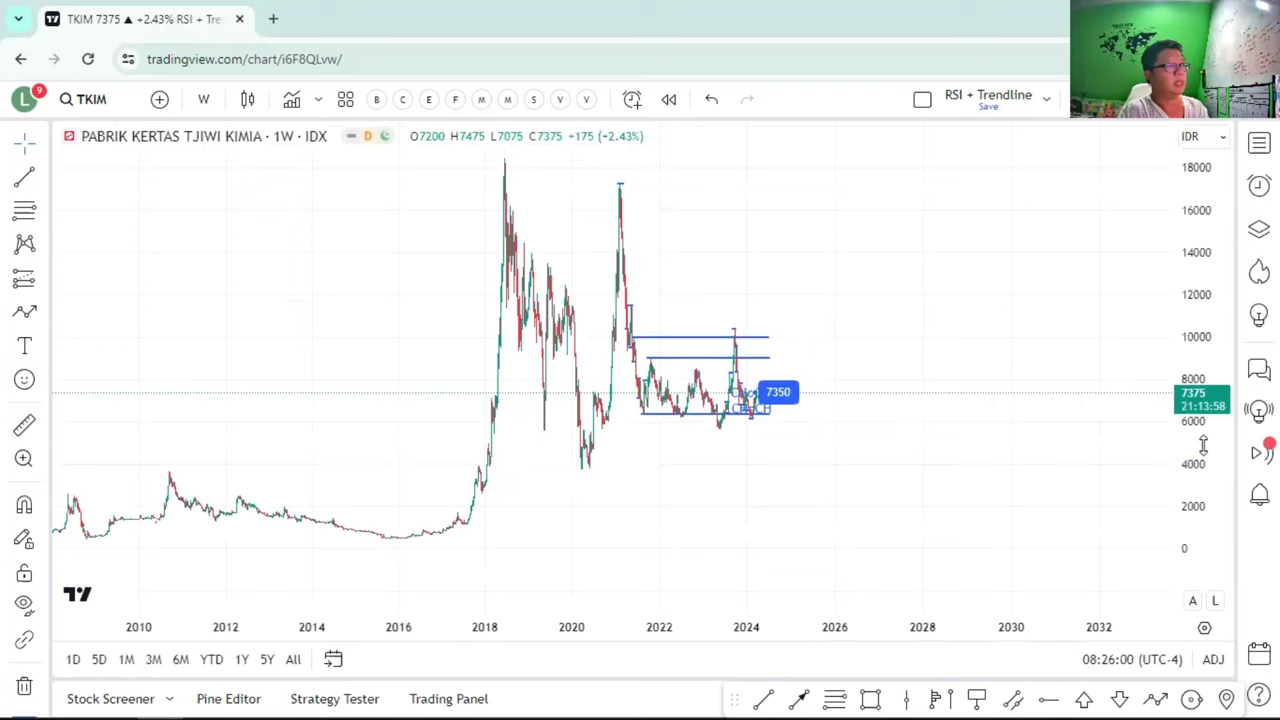 TKIM 7375 ▲ +2.43% RSI + Tre
tradingview.com/chart/i6F8QLvw/
L 9 TKIM W B C E F M M S V V RSI + Trendline
Save
PABRIK KERTAS TJIWI KIMIA · 1W · IDX D O7200 H7475 L7075 C7375 +175 (+2.43%) IDR
18000
16000
14000
12000
10000
8000
7350
7375
21:13:58
6000
4000
2000
0
A L
2010 2012 2014 2016 2018 2020 2022 2024 2026 2028 2030 2032
1D 5D 1M 3M 6M YTD 1Y 5Y All 08:26:00 (UTC-4) ADJ
Stock Screener Pine Editor Strategy Tester Trading Panel